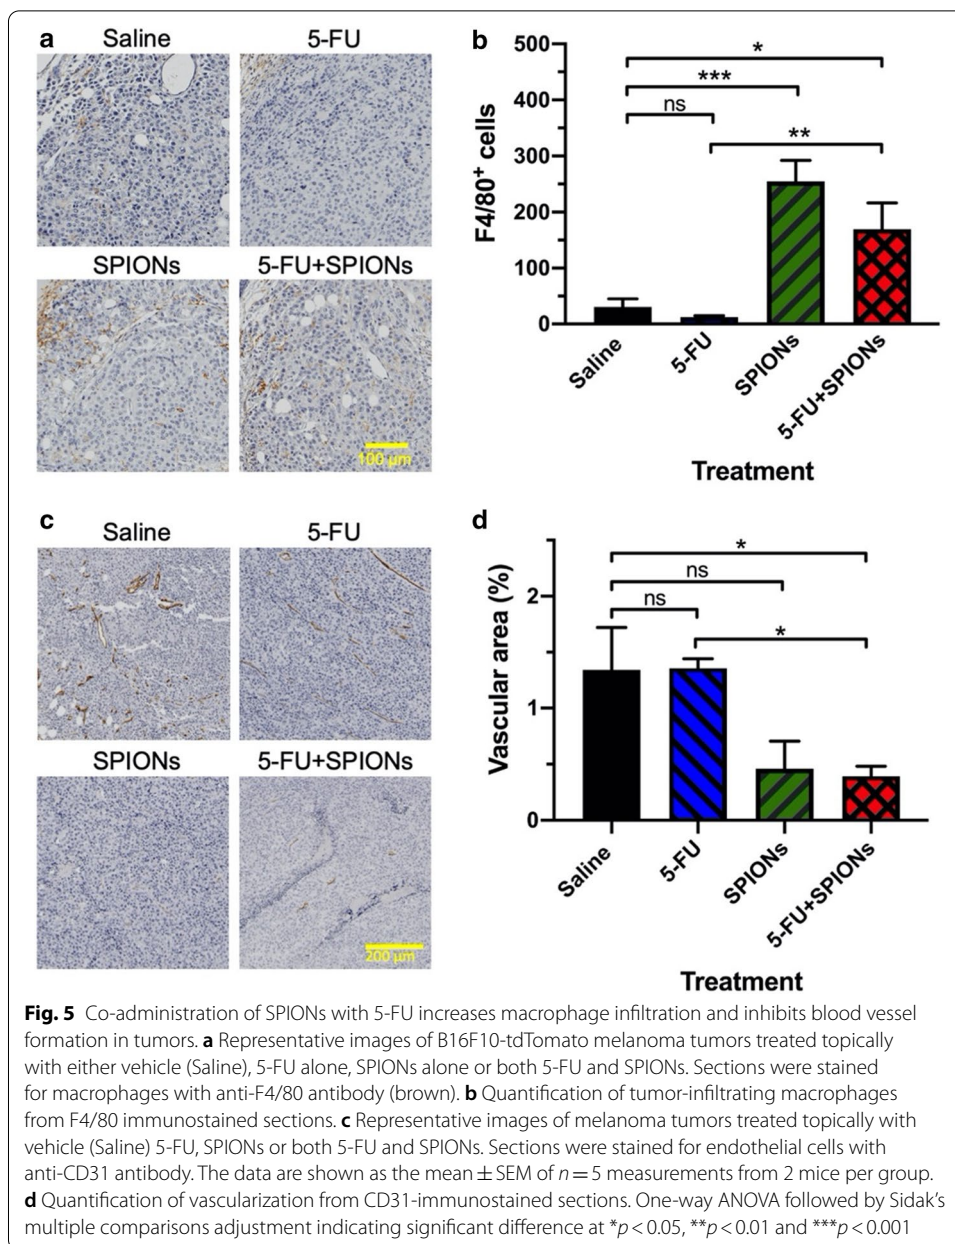 a
Saline 5-FU
SPIONs 5-FU+SPIONs
100 µm
b
500
400
300
200
100
0
F4/80⁺ cells
*
***
ns
**
Saline
5-FU
SPIONs
5-FU+SPIONs
Treatment
c
Saline 5-FU
SPIONs 5-FU+SPIONs
200 µm
d
2
1
0
Vascular area (%)
*
ns
ns
*
Saline
5-FU
SPIONs
5-FU+SPIONs
Treatment
Fig. 5 Co-administration of SPIONs with 5-FU increases macrophage infiltration and inhibits blood vessel
formation in tumors. a Representative images of B16F10-tdTomato melanoma tumors treated topically
with either vehicle (Saline), 5-FU alone, SPIONs alone or both 5-FU and SPIONs. Sections were stained
for macrophages with anti-F4/80 antibody (brown). b Quantification of tumor-infiltrating macrophages
from F4/80 immunostained sections. c Representative images of melanoma tumors treated topically with
vehicle (Saline) 5-FU, SPIONs or both 5-FU and SPIONs. Sections were stained for endothelial cells with
anti-CD31 antibody. The data are shown as the mean ± SEM of n = 5 measurements from 2 mice per group.
d Quantification of vascularization from CD31-immunostained sections. One-way ANOVA followed by Sidak's
multiple comparisons adjustment indicating significant difference at *p < 0.05, **p < 0.01 and ***p < 0.001